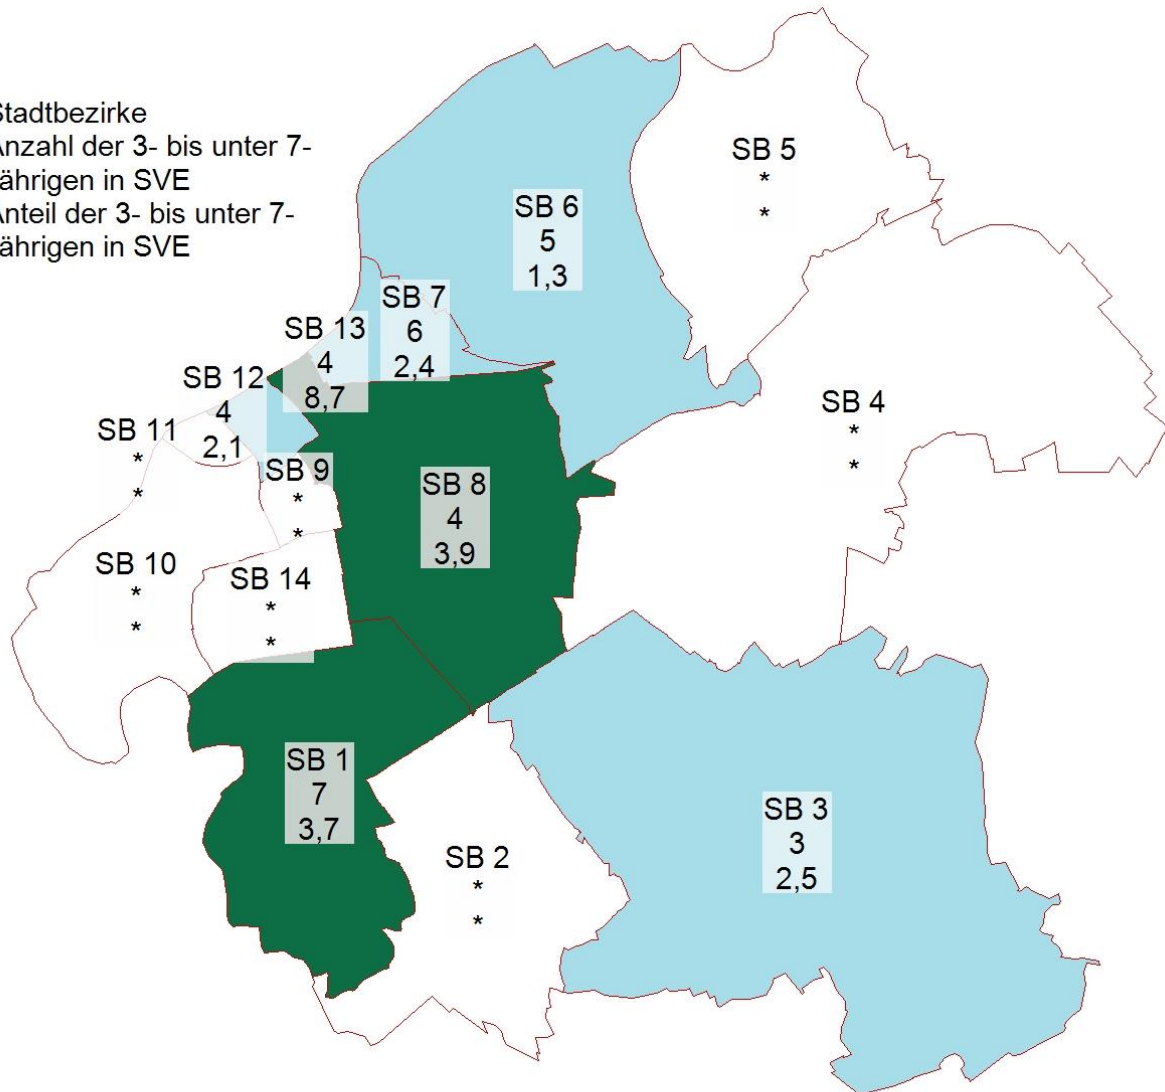 Stadtbezirke
Anzahl der 3- bis unter 7-
jährigen in SVE
Anteil der 3- bis unter 7-
jährigen in SVE
SB 5
*
*
SB 6
5
1,3
SB 7
6
2,4
SB 13
4
8,7
SB 12
4
2,1
SB 11
*
*
SB 4
*
*
SB 9
*
*
SB 8
4
3,9
SB 10
*
*
SB 14
*
*
SB 1
7
3,7
SB 3
3
2,5
SB 2
*
*